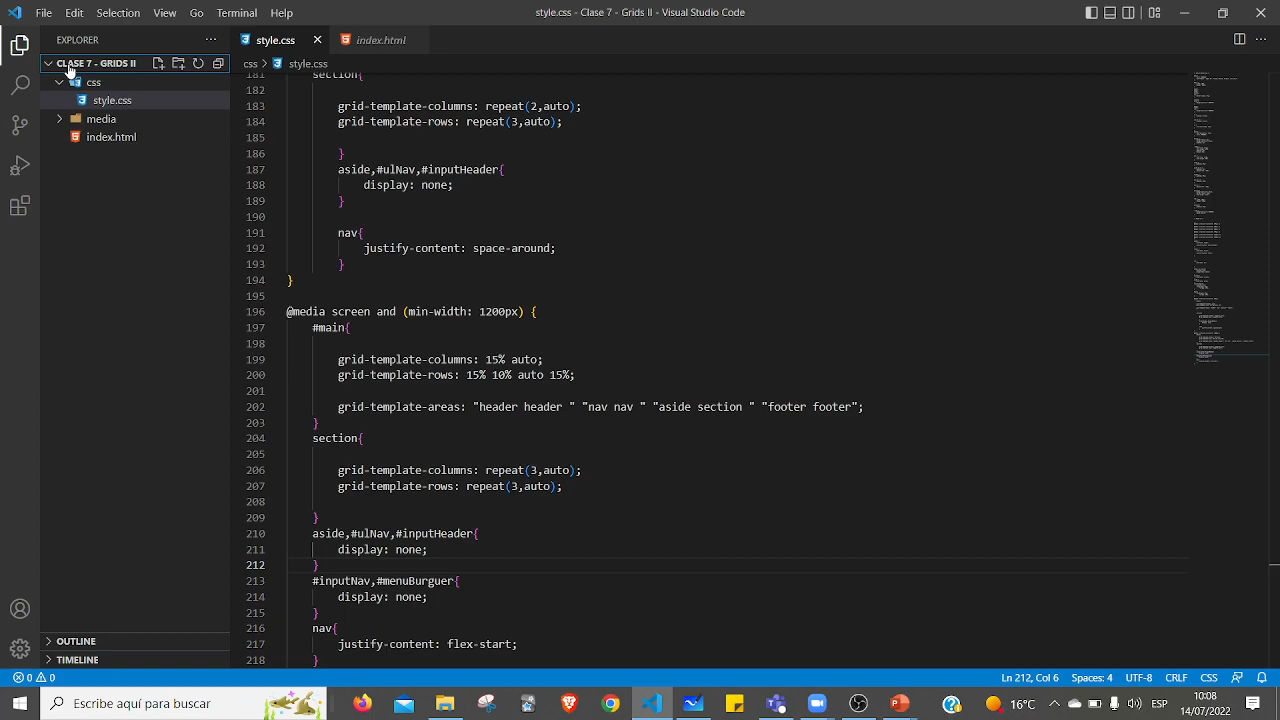 File Edit Selection View Go Terminal Help
style.css - Clase 7 - Grids II - Visual Studio Code
EXPLORER
style.css
index.html
CLASE 7 - GRIDS II
css > style.css
css
style.css
media
index.html
181 section{
182
183 grid-template-columns: repeat(2,auto);
184 grid-template-rows: repeat(3,auto);
185
186 }
187 aside,#ulNav,#inputHeader{
188 display: none;
189 }
190
191 nav{
192 justify-content: space-around;
193 }
194 }
195
196 @media screen and (min-width: 1225px) {
197 #main{
198
199 grid-template-columns: 12% auto;
200 grid-template-rows: 15% 10% auto 15%;
201
202 grid-template-areas: "header header " "nav nav " "aside section " "footer footer";
203 }
204 section{
205
206 grid-template-columns: repeat(3,auto);
207 grid-template-rows: repeat(3,auto);
208
209 }
210 aside,#ulNav,#inputHeader{
211 display: none;
212 }
213 #inputNav,#menuBurguer{
214 display: none;
215 }
216 nav{
217 justify-content: flex-start;
218 }
OUTLINE
TIMELINE
0 0
Ln 212, Col 6 Spaces: 4 UTF-8 CRLF CSS
Escribe aquí para buscar
16°C
ESP
10:08
14/07/2022